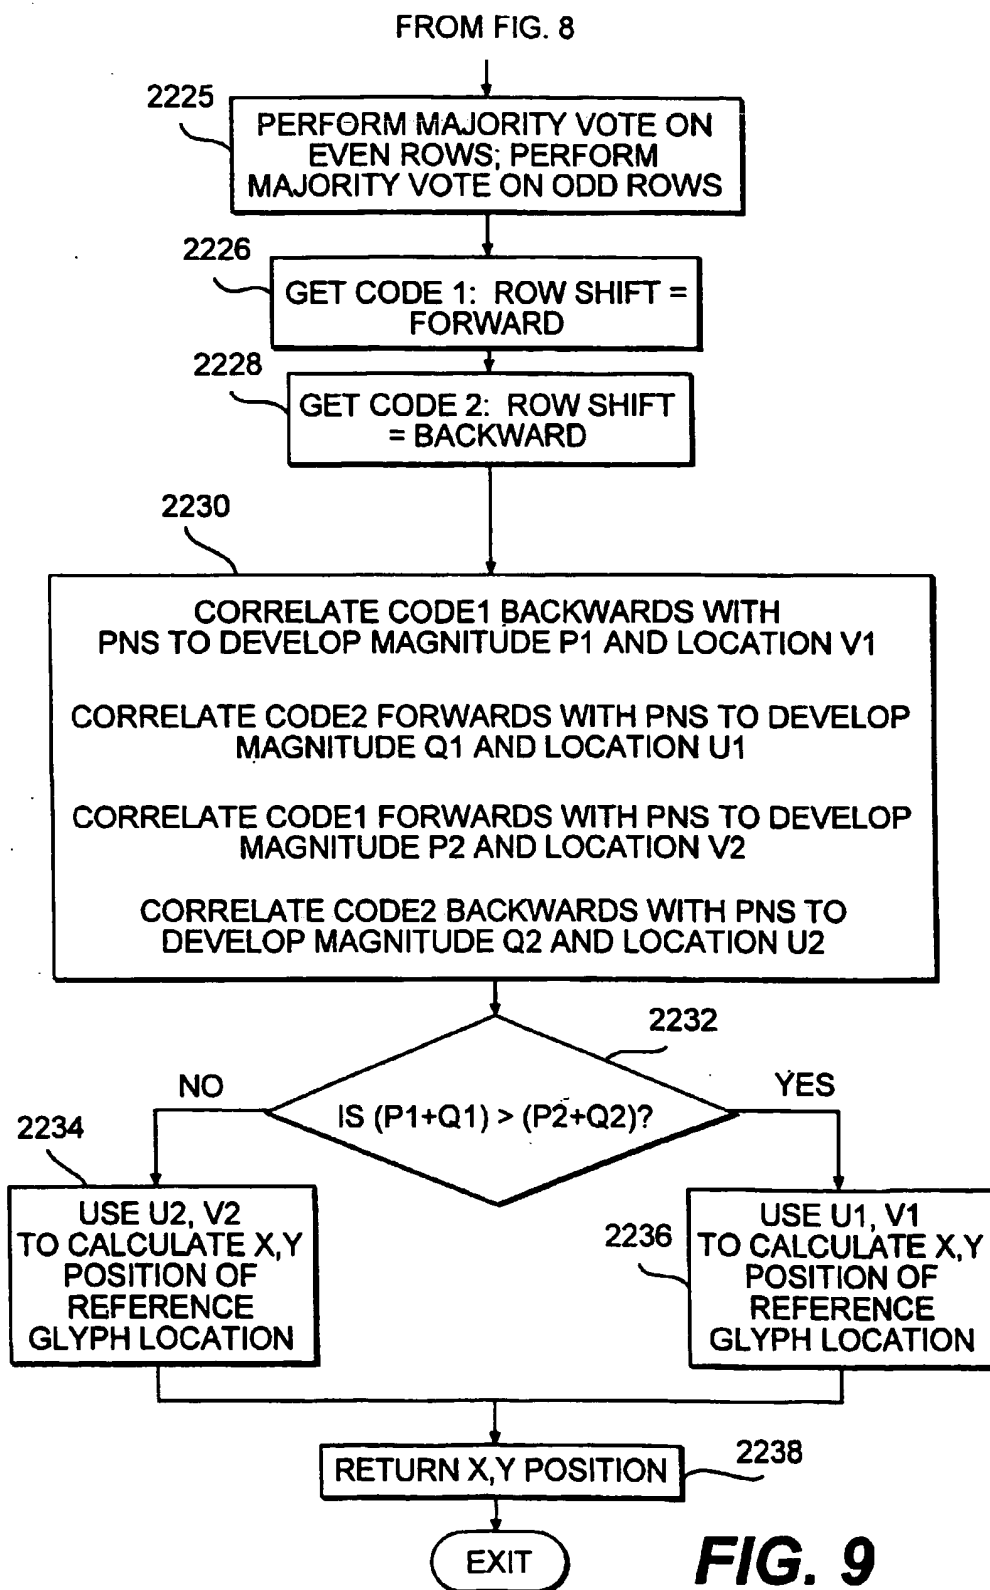 FROM FIG. 8
2225
PERFORM MAJORITY VOTE ON
EVEN ROWS; PERFORM
MAJORITY VOTE ON ODD ROWS
2226
GET CODE 1: ROW SHIFT =
FORWARD
2228
GET CODE 2: ROW SHIFT
= BACKWARD
2230
CORRELATE CODE1 BACKWARDS WITH
PNS TO DEVELOP MAGNITUDE P1 AND LOCATION V1
CORRELATE CODE2 FORWARDS WITH PNS TO DEVELOP
MAGNITUDE Q1 AND LOCATION U1
CORRELATE CODE1 FORWARDS WITH PNS TO DEVELOP
MAGNITUDE P2 AND LOCATION V2
CORRELATE CODE2 BACKWARDS WITH PNS TO
DEVELOP MAGNITUDE Q2 AND LOCATION U2
2232
NO
YES
IS (P1+Q1) > (P2+Q2)?
2234
USE U2, V2
TO CALCULATE X,Y
POSITION OF
REFERENCE
GLYPH LOCATION
2236
USE U1, V1
TO CALCULATE X,Y
POSITION OF
REFERENCE
GLYPH LOCATION
RETURN X,Y POSITION
2238
EXIT
FIG. 9